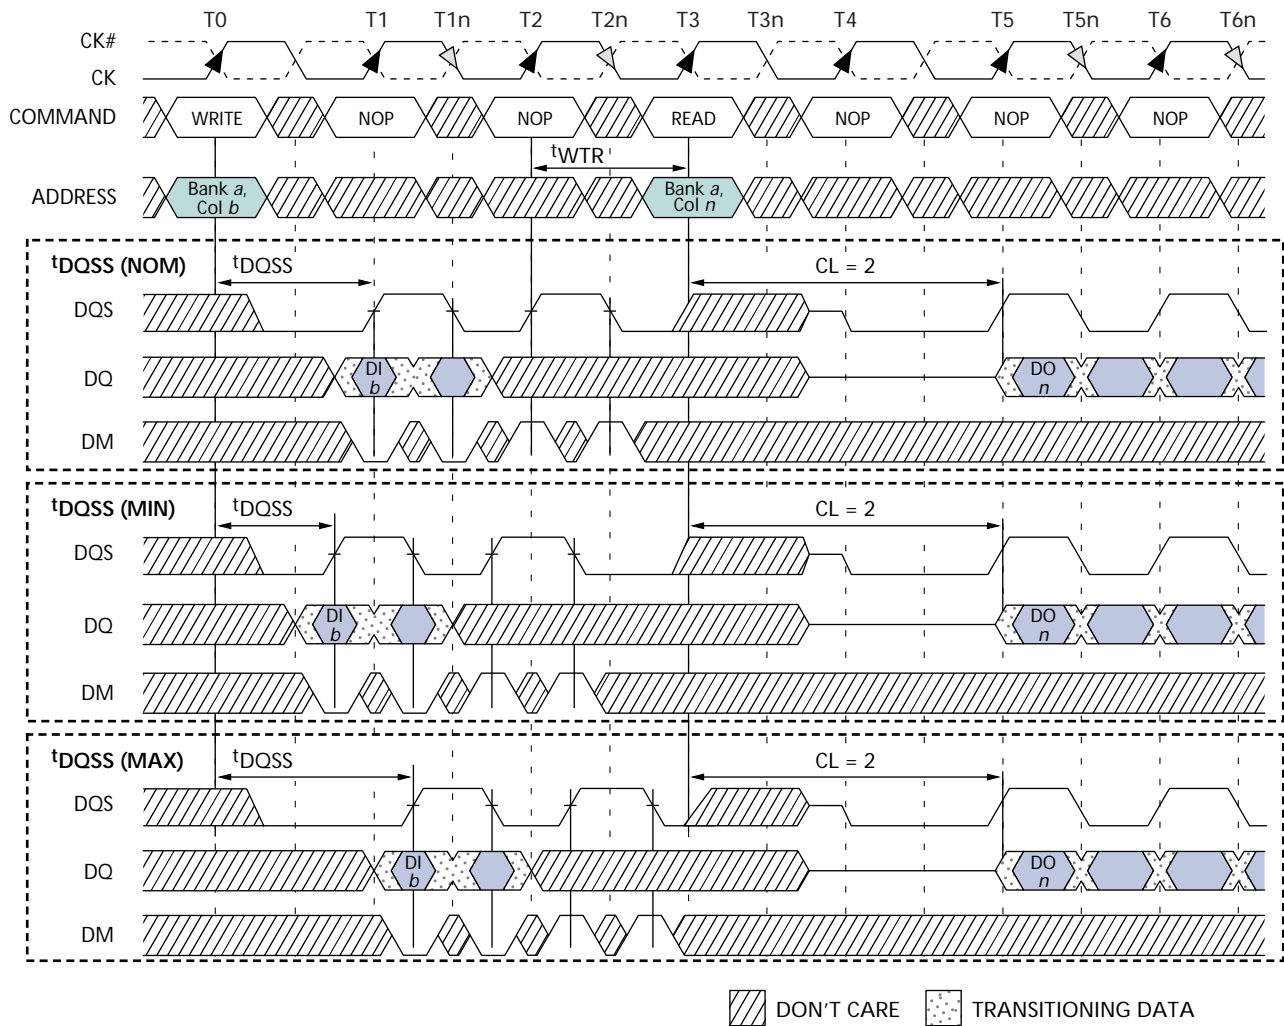 T0 T1 T1n T2 T2n T3 T3n T4 T5 T5n T6 T6n
CK#
CK
COMMAND WRITE NOP NOP READ NOP NOP NOP
tWTR
ADDRESS Bank a, Col b Bank a, Col n
tDQSS (NOM) tDQSS CL = 2
DQS
DQ DI b DO n
DM
tDQSS (MIN) tDQSS CL = 2
DQS
DQ DI b DO n
DM
tDQSS (MAX) tDQSS CL = 2
DQS
DQ DI b DO n
DM
DON'T CARE TRANSITIONING DATA